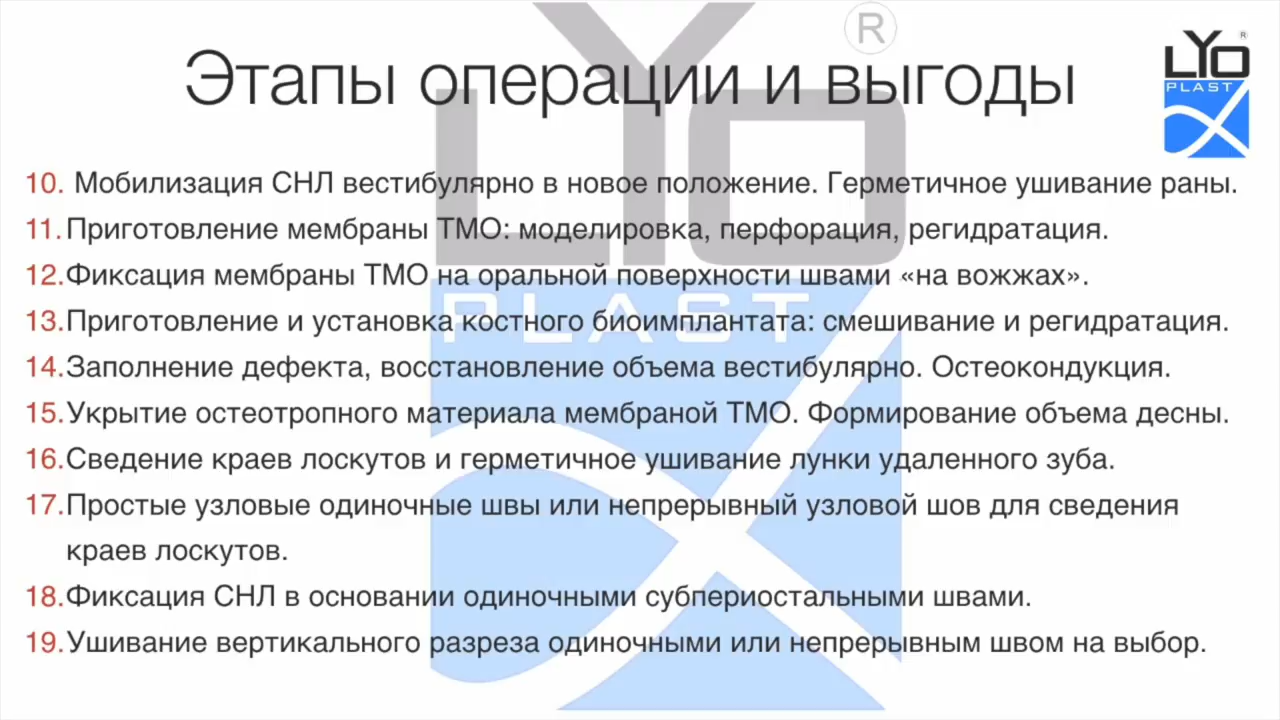 Этапы операции и выгоды
®
LYO
PLAST
10. Мобилизация СНЛ вестибулярно в новое положение. Герметичное ушивание раны.
11. Приготовление мембраны ТМО: моделировка, перфорация, регидратация.
12. Фиксация мембраны ТМО на оральной поверхности швами «на вожжах».
13. Приготовление и установка костного биоимплантата: смешивание и регидратация.
14. Заполнение дефекта, восстановление объема вестибулярно. Остеокондукция.
15. Укрытие остеотропного материала мембраной ТМО. Формирование объема десны.
16. Сведение краев лоскутов и герметичное ушивание лунки удаленного зуба.
17. Простые узловые одиночные швы или непрерывный узловой шов для сведения
краев лоскутов.
18. Фиксация СНЛ в основании одиночными субпериостальными швами.
19. Ушивание вертикального разреза одиночными или непрерывным швом на выбор.
LYO
PLAST
®